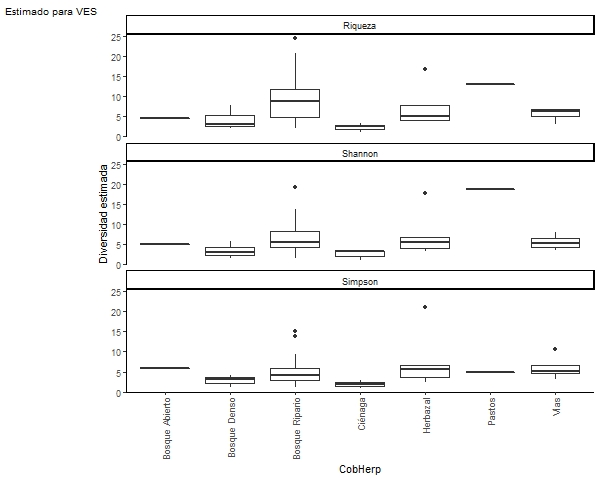 Estimado para VES
Riqueza
25
20
15
10
5
0
Shannon
25
20
15
10
5
0
Simpson
25
20
15
10
5
0
Diversidad estimada
Bosque Abierto
Bosque Denso
Bosque Ripario
Ciénaga
Herbazal
Pastos
Vías
CobHerp